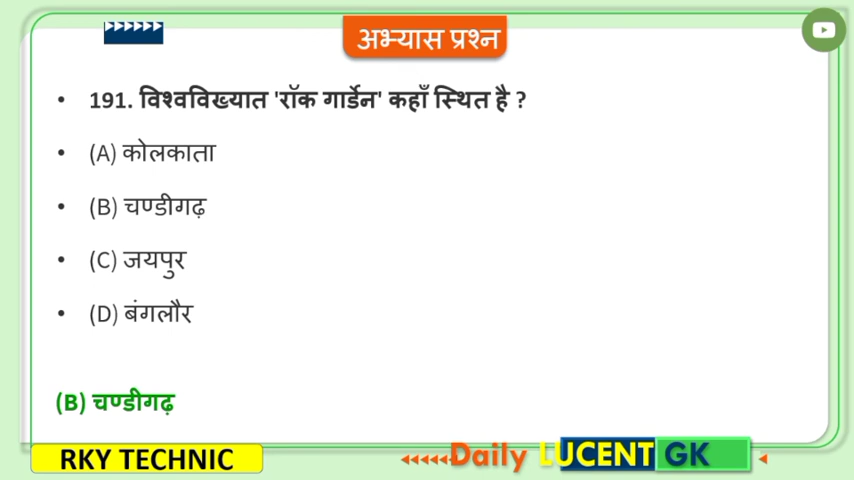 अभ्यास प्रश्न
• 191. विश्वविख्यात 'रॉक गार्डेन' कहाँ स्थित है ?
• (A) कोलकाता
• (B) चण्डीगढ़
• (C) जयपुर
• (D) बंगलौर
(B) चण्डीगढ़
RKY TECHNIC
Daily LUCENT GK